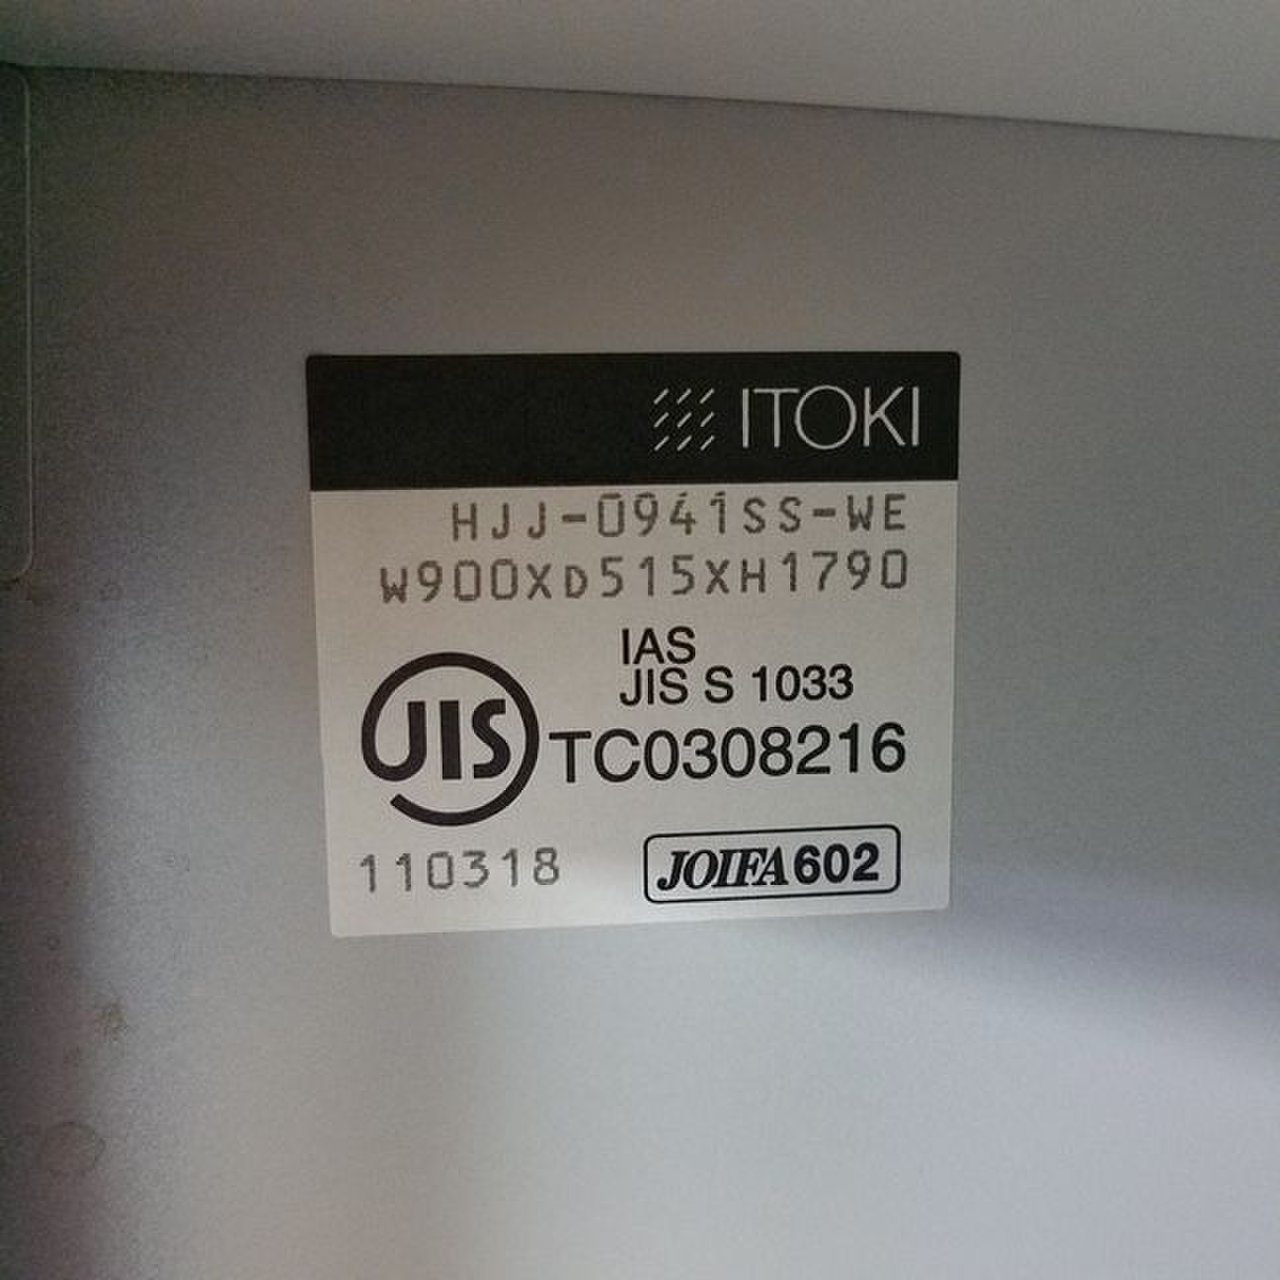 ITOKI
HJJ-0941SS-WE
W900XD515XH1790
IAS
JIS S 1033
JIS TC0308216
110318 JOIFA602